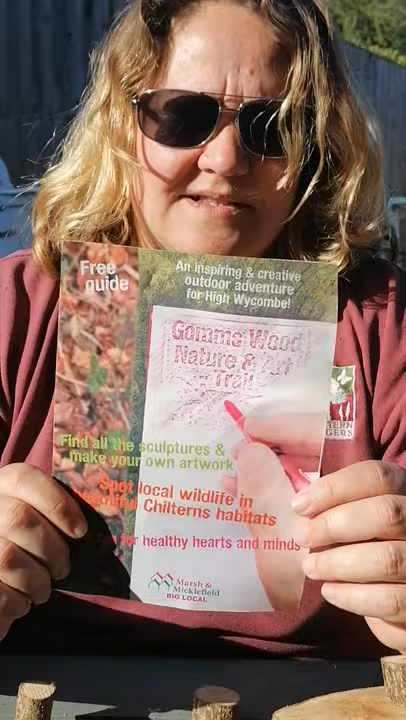 Free
guide
An inspiring & creative
outdoor adventure
for High Wycombe!
Gomms Wood
Nature & Art
Trail
Find all the sculptures &
make your own artwork
Spot local wildlife in
Chilterns habitats
for healthy hearts and minds
Marsh &
Micklefield
BIG LOCAL